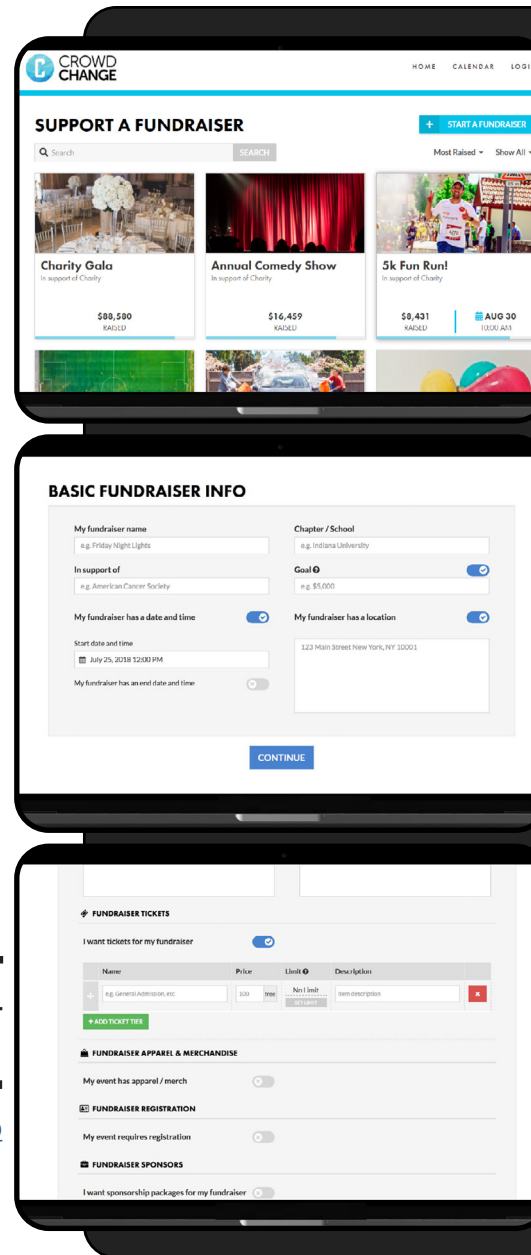 CROWD
CHANGE
HOME CALENDAR LOGI
SUPPORT A FUNDRAISER
+ START A FUNDRAISER
Search SEARCH Most Raised Show All
Charity Gala Annual Comedy Show 5k Fun Run!
In support of Charity In support of Charity In support of Charity
$88,580 $16,459 $8,431 AUG 30
RAISED RAISED RAISED 10:00 AM
BASIC FUNDRAISER INFO
My fundraiser name Chapter / School
e.g. Friday Night Lights e.g. Indiana University
In support of Goal
e.g. American Cancer Society e.g. $5,000
My fundraiser has a date and time My fundraiser has a location
Start date and time 123 Main Street New York, NY 10001
July 25, 2018 12:00 PM
My fundraiser has an end date and time
CONTINUE
FUNDRAISER TICKETS
I want tickets for my fundraiser
Name Price Limit Description
e.g. General Admission, etc 100 free No Limit Item description
SET LIMIT
+ ADD TICKET TIER
FUNDRAISER APPAREL & MERCHANDISE
My event has apparel / merch
FUNDRAISER REGISTRATION
My event requires registration
FUNDRAISER SPONSORS
I want sponsorship packages for my fundraiser